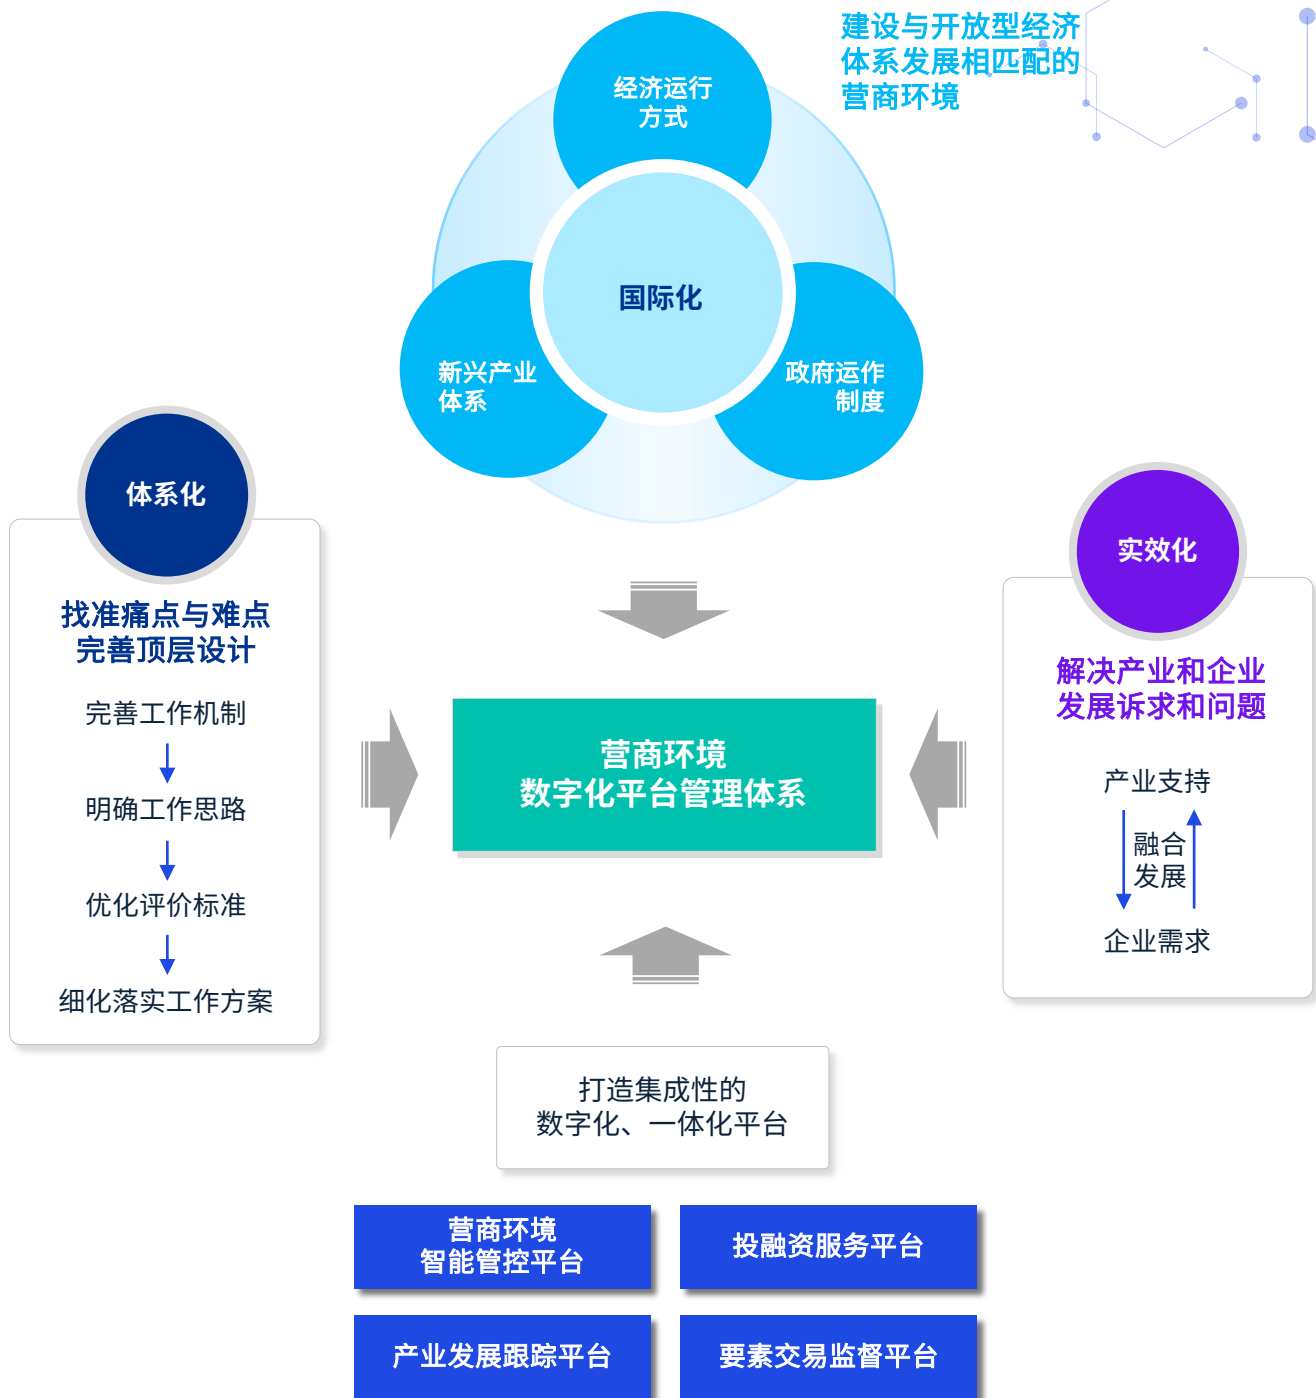 建设与开放型经济
体系发展相匹配的
营商环境
经济运行
方式
国际化
新兴产业
体系
政府运作
制度
体系化
找准痛点与难点
完善顶层设计
完善工作机制
明确工作思路
优化评价标准
细化落实工作方案
营商环境
数字化平台管理体系
实效化
解决产业和企业
发展诉求和问题
产业支持
融合
发展
企业需求
打造集成性的
数字化、一体化平台
营商环境
智能管控平台
投融资服务平台
产业发展跟踪平台
要素交易监督平台